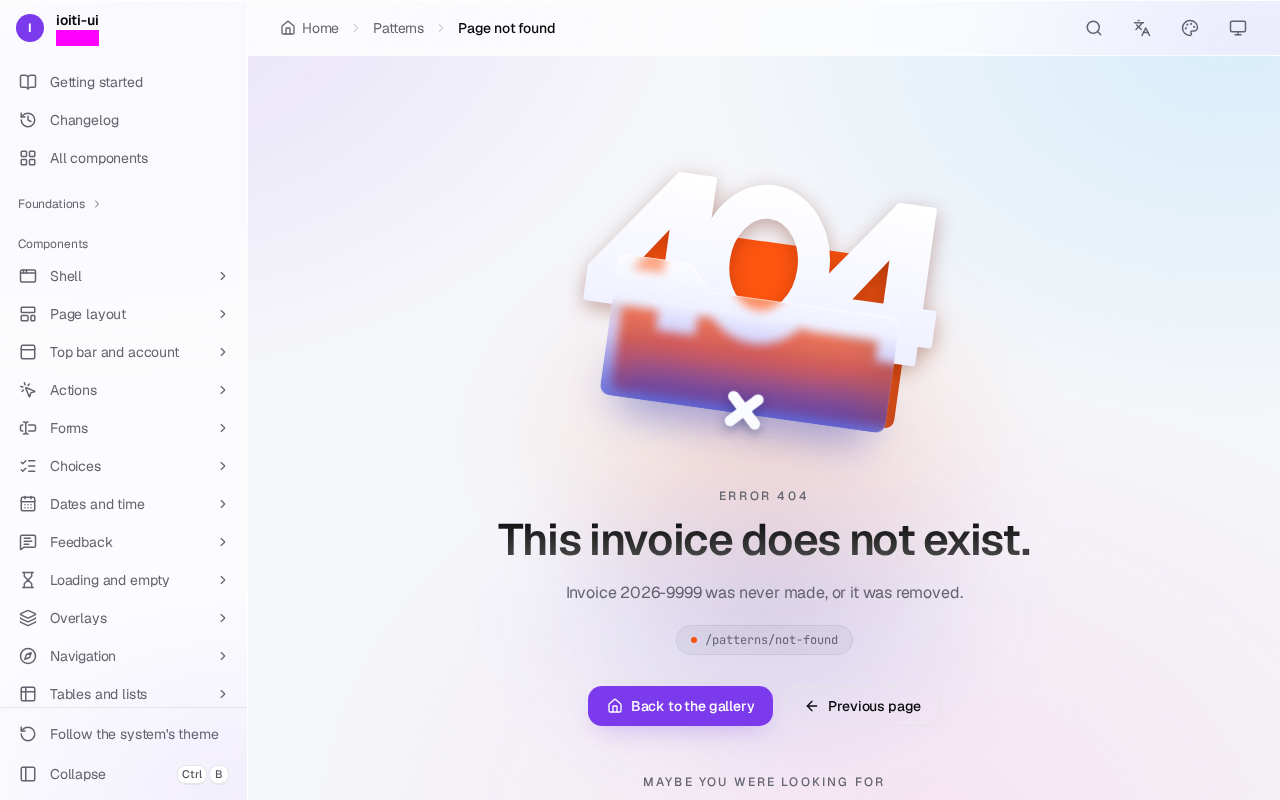 I
ioiti-ui
Home
Patterns
Page not found
Getting started
Changelog
All components
Foundations
Components
Shell
Page layout
Top bar and account
Actions
Forms
Choices
Dates and time
Feedback
Loading and empty
Overlays
Navigation
Tables and lists
Follow the system's theme
Collapse Ctrl B
404
ERROR 404
This invoice does not exist.
Invoice 2026-9999 was never made, or it was removed.
/patterns/not-found
Back to the gallery
Previous page
MAYBE YOU WERE LOOKING FOR